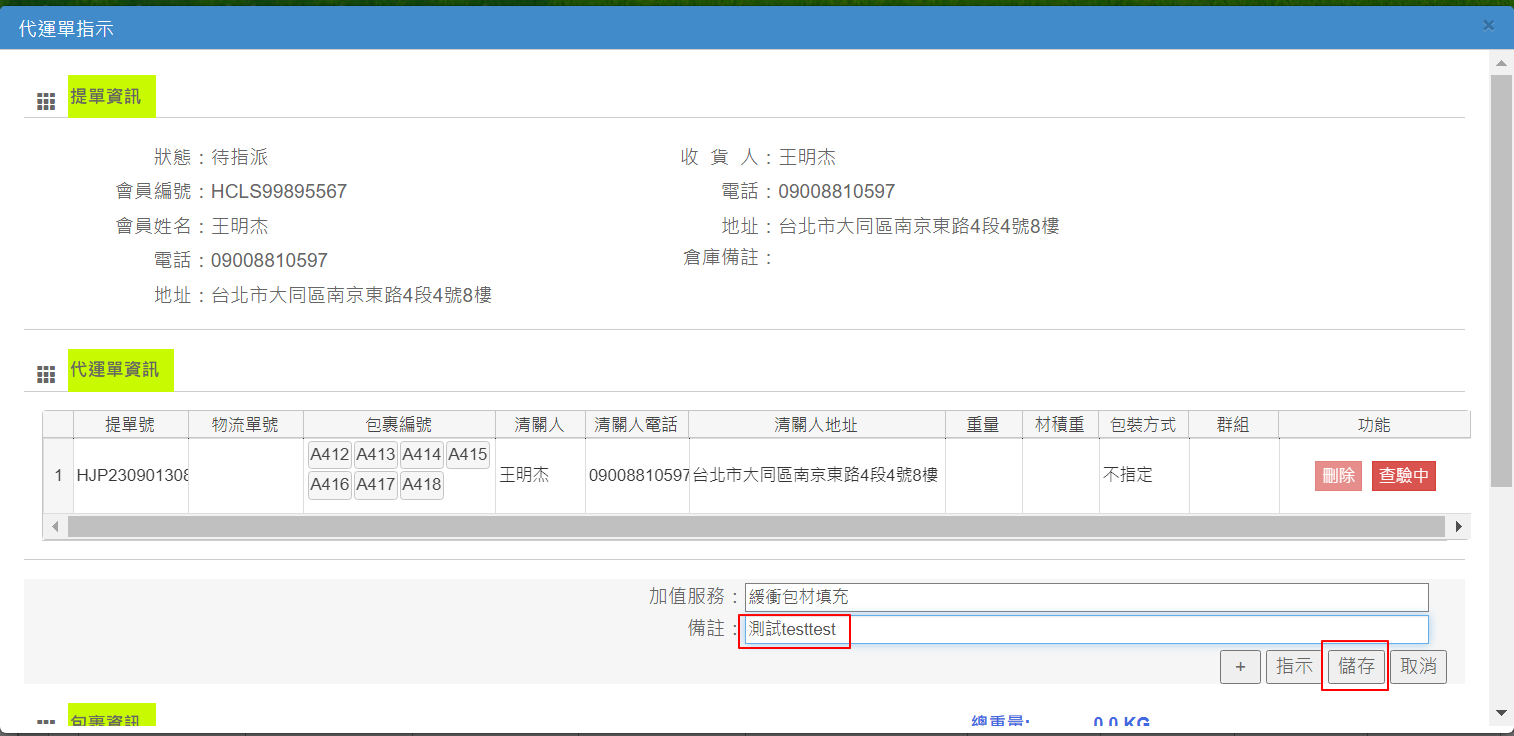 代運單指示
×
提單資訊
狀態：待指派
收 貨 人：王明杰
會員編號：HCLS99895567
電話：09008810597
會員姓名：王明杰
地址：台北市大同區南京東路4段4號8樓
電話：09008810597
倉庫備註：
地址：台北市大同區南京東路4段4號8樓
代運單資訊
提單號 物流單號 包裹編號 清關人 清關人電話 清關人地址 重量 材積重 包裝方式 群組 功能
A412 A413 A414 A415
1 HJP230901308 王明杰 09008810597 台北市大同區南京東路4段4號8樓 不指定 刪除 查驗中
A416 A417 A418
加值服務：緩衝包材填充
備註：測試testtest
+ 指示 儲存 取消
包裹資訊 總重量: 0.0 KG